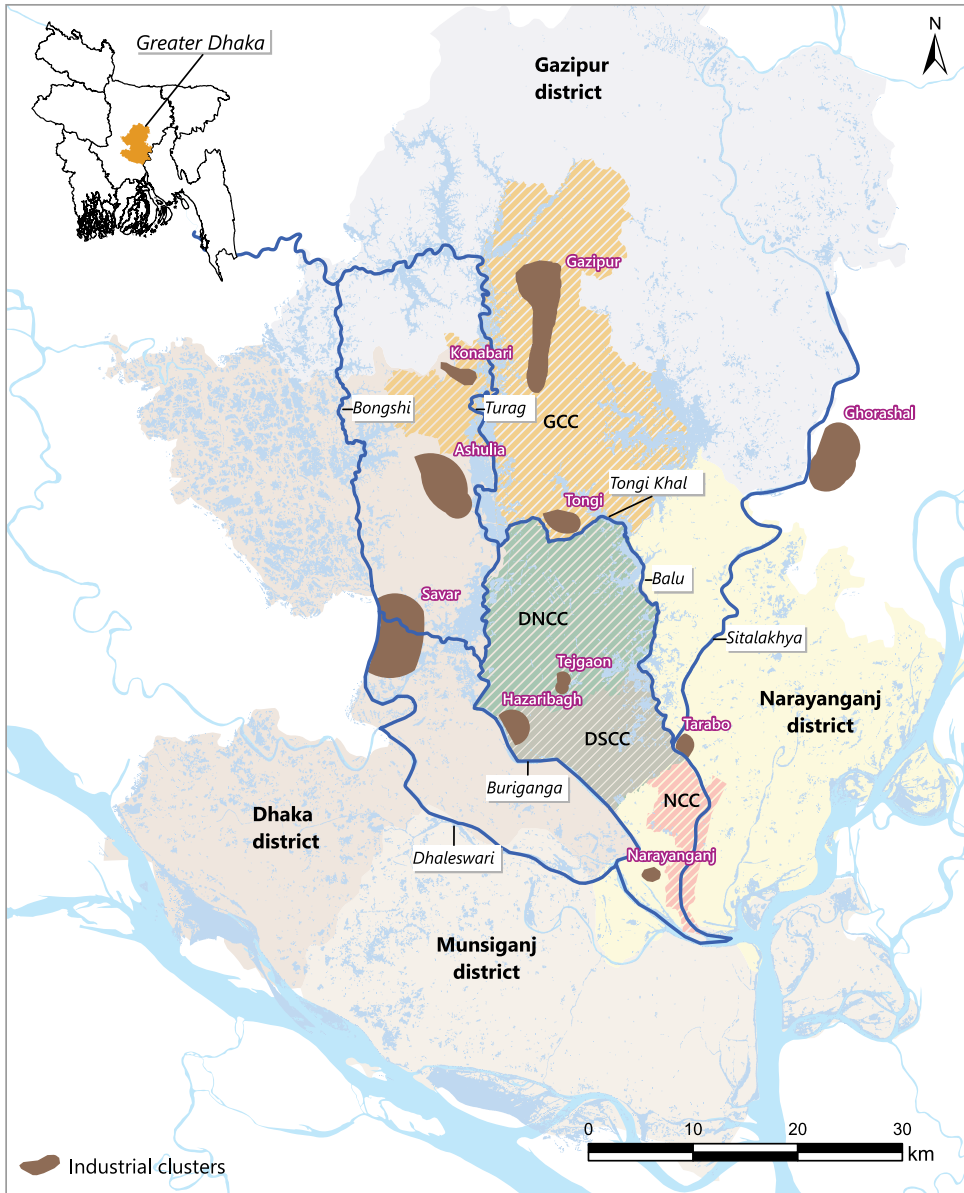 Greater Dhaka
N
Gazipur
district
Gazipur
Konabari
Bongshi
Turag
GCC
Ghorashal
Ashulia
Tongi Khal
Tongi
Balu
Savar
DNCC
Sitalakhya
Tejgaon
Hazaribagh
Narayanganj
district
Tarabo
DSCC
Buriganga
NCC
Dhaka
district
Dhaleswari
Narayanganj
Munsiganj
district
0 10 20 30
km
Industrial clusters